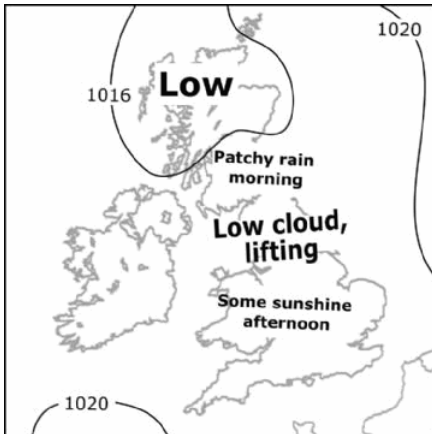 1020
1016
Low
Patchy rain
morning
Low cloud,
lifting
Some sunshine
afternoon
1020